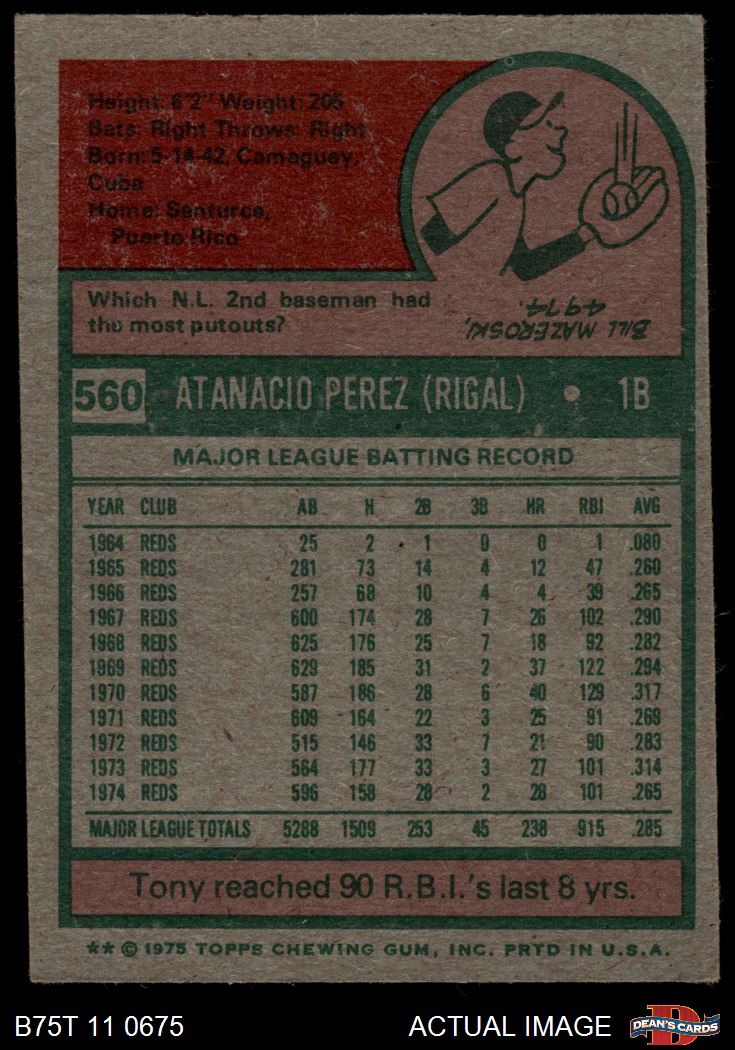 Height: 6'2" Weight: 205
Bats: Right Throws: Right
Born: 5-14-42, Camaguey,
Cuba
Home: Santurce,
Puerto Rico
Which N.L. 2nd baseman had
the most putouts?
BILL MAZEROSKI,
4974.
560 ATANACIO PEREZ (RIGAL) • 1B
MAJOR LEAGUE BATTING RECORD
YEAR CLUB AB H 2B 3B HR RBI AVG
1964 REDS 25 2 1 0 0 1 .080
1965 REDS 281 73 14 4 12 47 .260
1966 REDS 257 68 10 4 4 39 .265
1967 REDS 600 174 28 7 26 102 .290
1968 REDS 625 176 25 7 18 92 .282
1969 REDS 629 185 31 2 37 122 .294
1970 REDS 587 186 28 6 40 129 .317
1971 REDS 609 164 22 3 25 91 .269
1972 REDS 515 146 33 7 21 90 .283
1973 REDS 564 177 33 3 27 101 .314
1974 REDS 596 158 28 2 28 101 .265
MAJOR LEAGUE TOTALS 5288 1509 253 45 238 915 .285
Tony reached 90 R.B.I.'s last 8 yrs.
** © 1975 TOPPS CHEWING GUM, INC. PRTD IN U.S.A.
B75T 11 0675 ACTUAL IMAGE DEAN'S CARDS